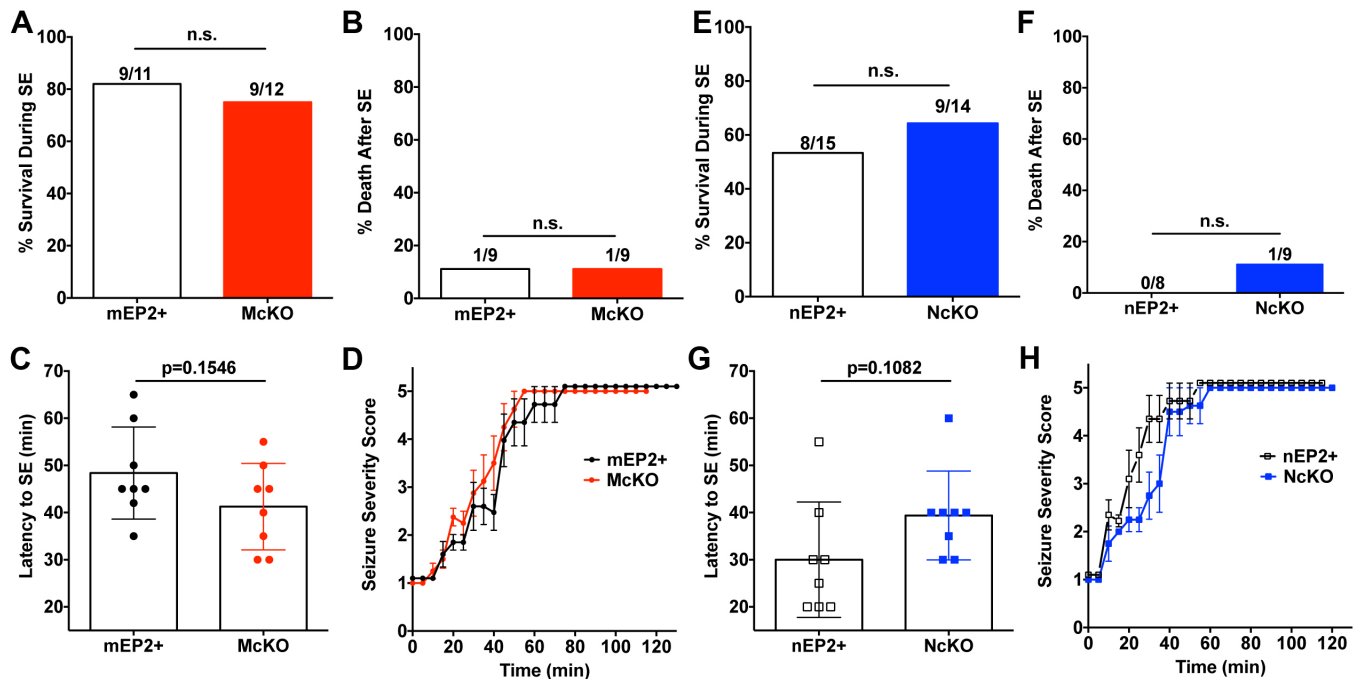 A
% Survival During SE
100
80
60
40
20
0
n.s.
9/11
9/12
mEP2+
McKO
B
% Death After SE
100
80
60
40
20
0
n.s.
1/9
1/9
mEP2+
McKO
E
% Survival During SE
100
80
60
40
20
0
n.s.
8/15
9/14
nEP2+
NcKO
F
% Death After SE
100
80
60
40
20
0
n.s.
0/8
1/9
nEP2+
NcKO
C
Latency to SE (min)
70
60
50
40
30
20
p=0.1546
mEP2+
McKO
D
Seizure Severity Score
5
4
3
2
1
0
mEP2+
McKO
0 20 40 60 80 100 120
Time (min)
G
Latency to SE (min)
70
60
50
40
30
20
p=0.1082
nEP2+
NcKO
H
Seizure Severity Score
5
4
3
2
1
0
nEP2+
NcKO
0 20 40 60 80 100 120
Time (min)